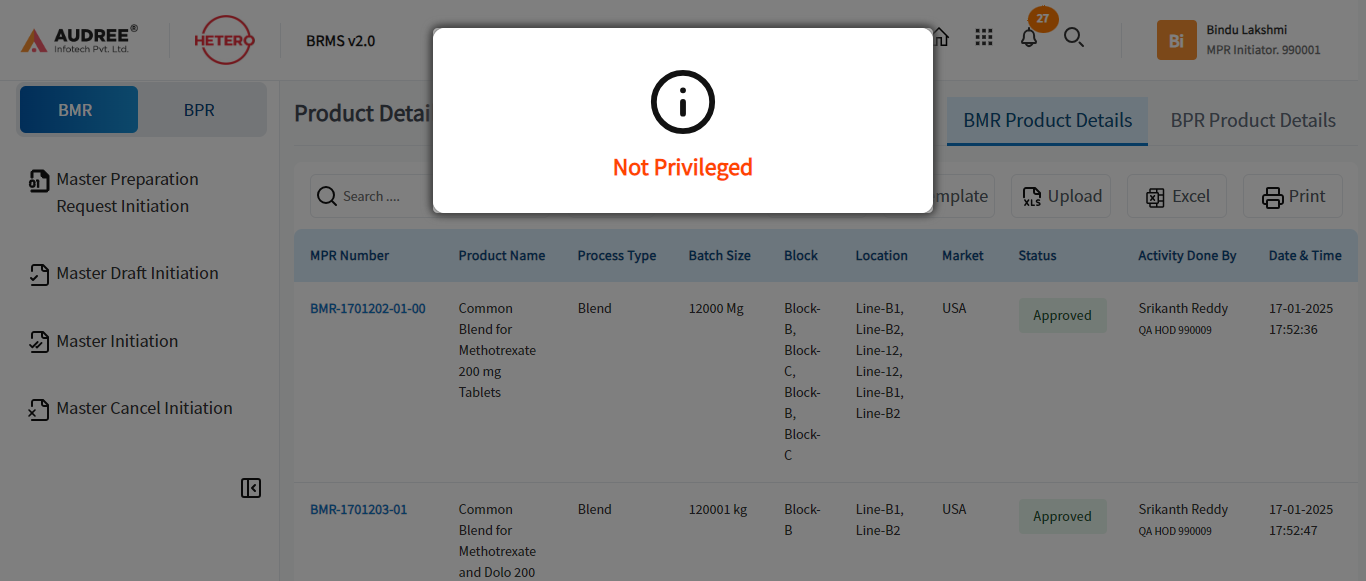 AUDREE®
Infotech Pvt. Ltd.
HETERO
BRMS v2.0
27
Bi
Bindu Lakshmi
MPR Initiator. 990001
Not Privileged
BMR
BPR
Master Preparation
Request Initiation
Master Draft Initiation
Master Initiation
Master Cancel Initiation
Product Detai
BMR Product Details
BPR Product Details
Search ....
mplate
XLS Upload
Excel
Print
MPR Number Product Name Process Type Batch Size Block Location Market Status Activity Done By Date & Time
BMR-1701202-01-00
Common
Blend for
Methotrexate
200 mg
Tablets
Blend
12000 Mg
Block-
B,
Block-
C,
Block-
B,
Block-
C
Line-B1,
Line-B2,
Line-12,
Line-12,
Line-B1,
Line-B2
USA
Approved
Srikanth Reddy
QA HOD 990009
17-01-2025
17:52:36
BMR-1701203-01
Common
Blend for
Methotrexate
and Dolo 200
Blend
120001 kg
Block-
B
Line-B1,
Line-B2
USA
Approved
Srikanth Reddy
QA HOD 990009
17-01-2025
17:52:47